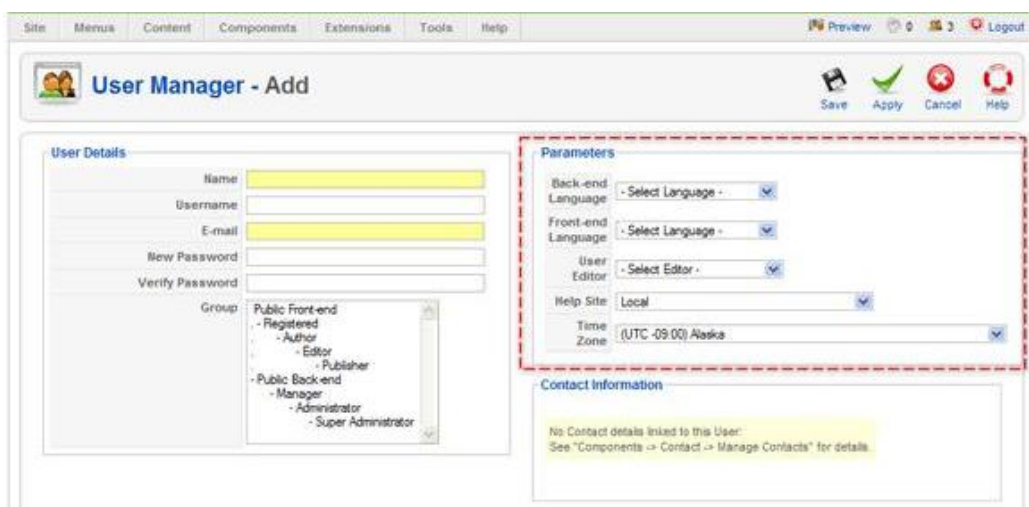 Site Menus Content Components Extensions Tools Help Preview 0 3 Logout
User Manager - Add
Save Apply Cancel Help
User Details
Name
Username
E-mail
New Password
Verify Password
Group
Public Front-end
. - Registered
. - Author
. - Editor
. - Publisher
- Public Back-end
- Manager
- Administrator
- Super Administrator
Parameters
Back-end
Language
- Select Language -
Front-end
Language
- Select Language -
User
Editor
- Select Editor -
Help Site
Local
Time
Zone
(UTC -09:00) Alaska
Contact Information
No Contact details linked to this User:
See "Components -> Contact -> Manage Contacts" for details.